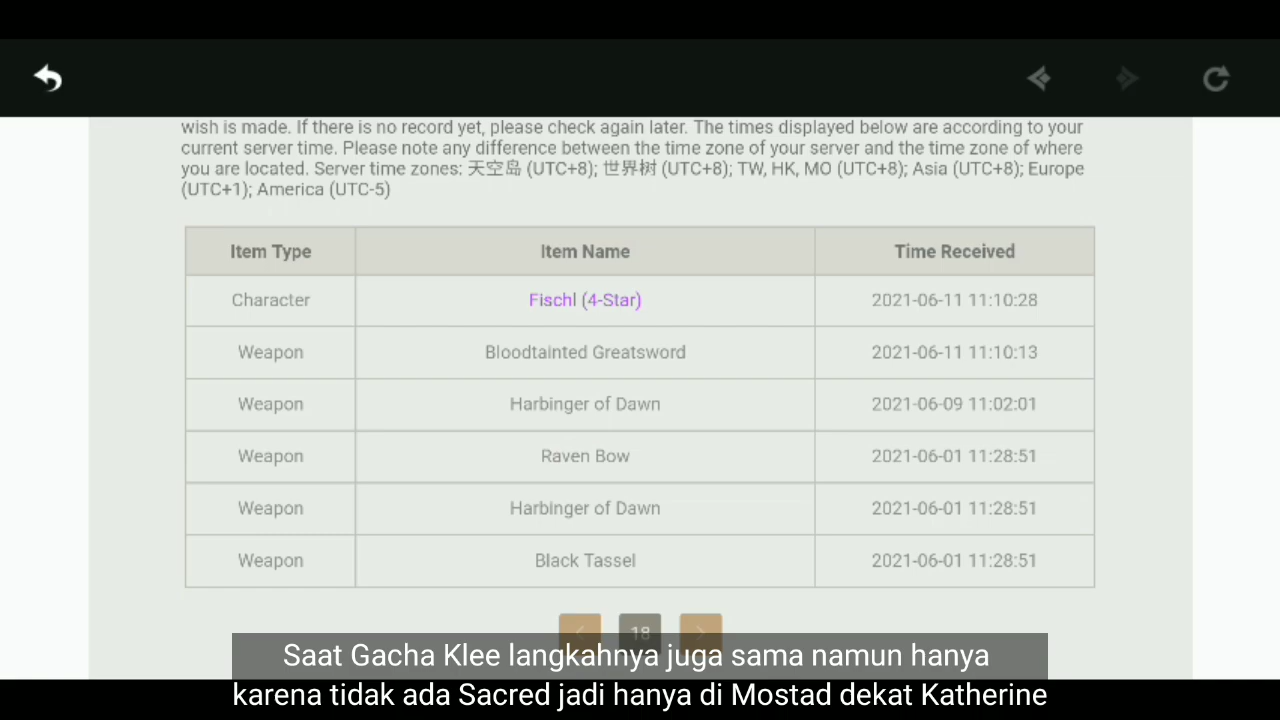 wish is made. If there is no record yet, please check again later. The times displayed below are according to your
current server time. Please note any difference between the time zone of your server and the time zone of where
you are located. Server time zones: 天空岛 (UTC+8); 世界树 (UTC+8); TW, HK, MO (UTC+8); Asia (UTC+8); Europe
(UTC+1); America (UTC-5)
Item Type Item Name Time Received
Character Fischl (4-Star) 2021-06-11 11:10:28
Weapon Bloodtainted Greatsword 2021-06-11 11:10:13
Weapon Harbinger of Dawn 2021-06-09 11:02:01
Weapon Raven Bow 2021-06-01 11:28:51
Weapon Harbinger of Dawn 2021-06-01 11:28:51
Weapon Black Tassel 2021-06-01 11:28:51
18
Saat Gacha Klee langkahnya juga sama namun hanya
karena tidak ada Sacred jadi hanya di Mostad dekat Katherine